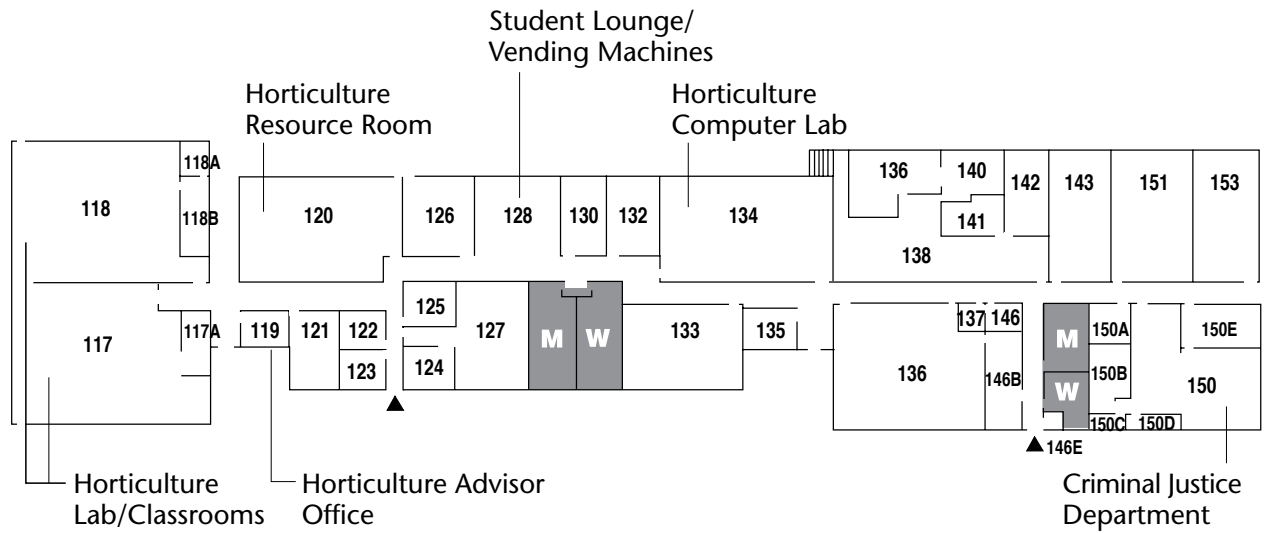 Student Lounge/
Vending Machines
Horticulture
Resource Room
Horticulture
Computer Lab
118A
118
118B
120
126
128
130
132
134
136
140
142
143
151
153
141
138
117
117A
119
121
122
123
125
124
127
M
W
133
135
136
137
146
146B
M
W
150A
150B
150C
150D
150E
150
146E
Horticulture
Lab/Classrooms
Horticulture Advisor
Office
Criminal Justice
Department